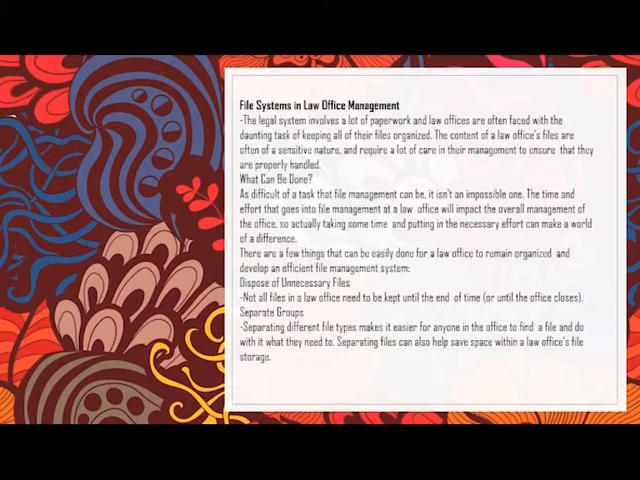 File Systems in Law Office Management
-The legal system involves a lot of paperwork and law offices are often faced with the
daunting task of keeping all of their files organized. The content of a law office's files are
often of a sensitive nature, and require a lot of care in their management to ensure that they
are properly handled.
What Can Be Done?
As difficult of a task that file management can be, it isn't an impossible one. The time and
effort that goes into file management at a law office will impact the overall management of
the office, so actually taking some time and putting in the necessary effort can make a world
of a difference.
There are a few things that can be easily done for a law office to remain organized and
develop an efficient file management system:
Dispose of Unnecessary Files
-Not all files in a law office need to be kept until the end of time (or until the office closes).
Separate Groups
-Separating different file types makes it easier for anyone in the office to find a file and do
with it what they need to. Separating files can also help save space within a law office's file
storage.